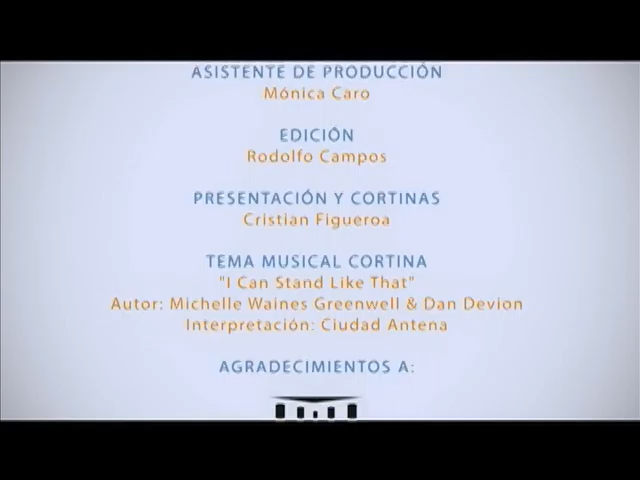 ASISTENTE DE PRODUCCIÓN
Mónica Caro
EDICIÓN
Rodolfo Campos
PRESENTACIÓN Y CORTINAS
Cristian Figueroa
TEMA MUSICAL CORTINA
"I Can Stand Like That"
Autor: Michelle Waines Greenwell & Dan Devion
Interpretación: Ciudad Antena
AGRADECIMIENTOS A: